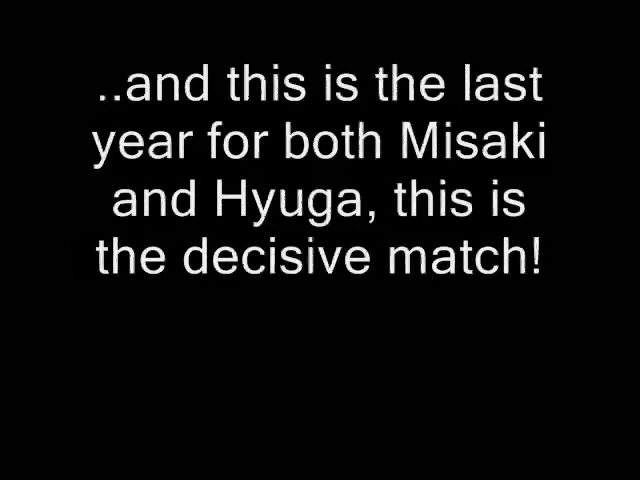 ..and this is the last
year for both Misaki
and Hyuga, this is
the decisive match!